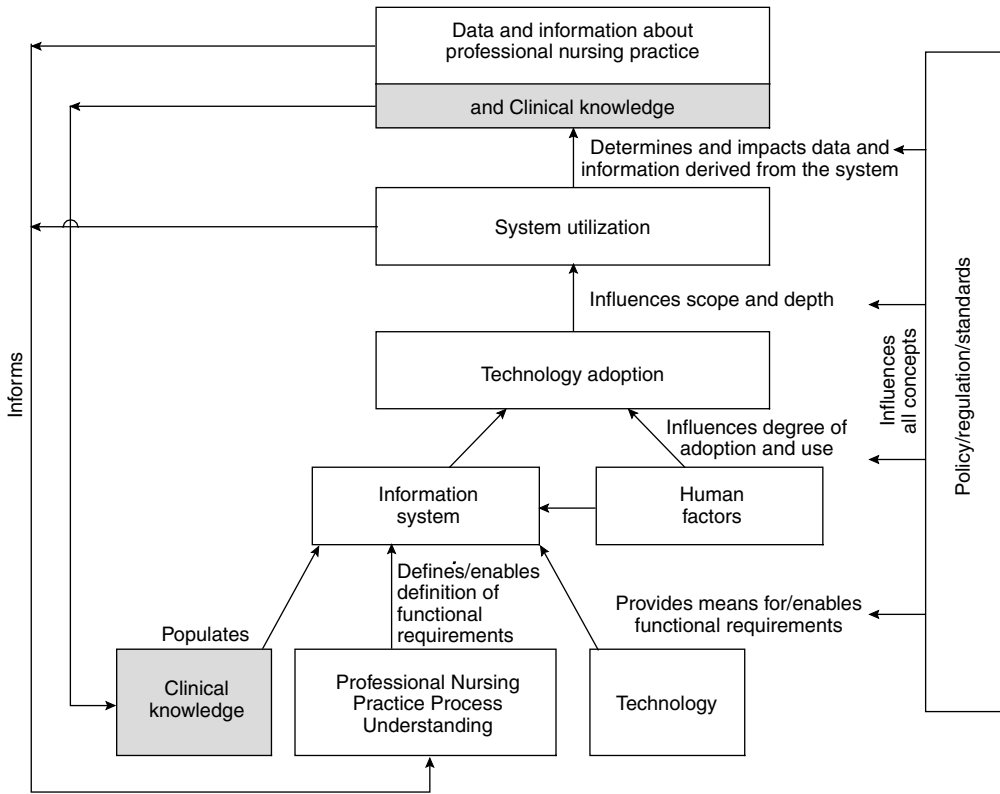 Data and information about
professional nursing practice
and Clinical knowledge
Determines and impacts data and
information derived from the system
System utilization
Influences scope and depth
Technology adoption
Influences degree of
adoption and use
Information
system
Human
factors
Defines/enables
definition of
functional
requirements
Provides means for/enables
functional requirements
Populates
Clinical
knowledge
Professional Nursing
Practice Process
Understanding
Technology
Informs
Influences
all concepts
Policy/regulation/standards